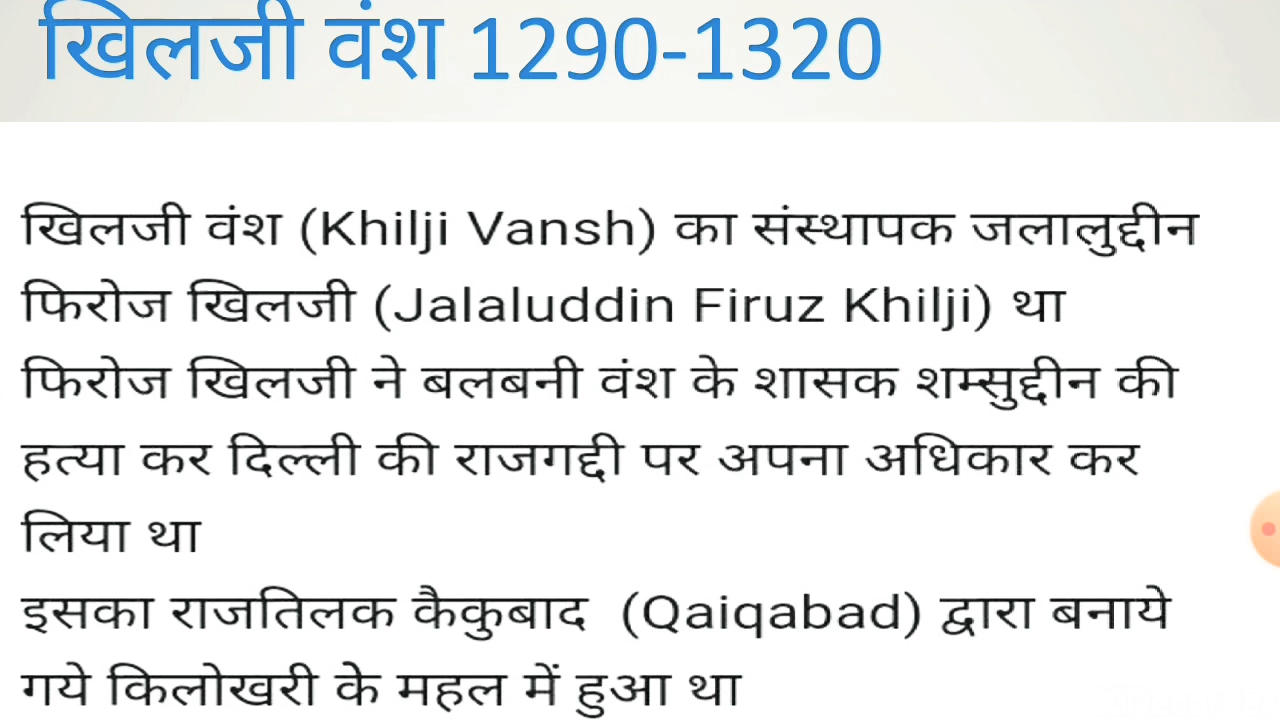 खिलजी वंश 1290-1320
खिलजी वंश (Khilji Vansh) का संस्थापक जलालुद्दीन
फिरोज खिलजी (Jalaluddin Firuz Khilji) था
फिरोज खिलजी ने बलबनी वंश के शासक शम्सुद्दीन की
हत्या कर दिल्ली की राजगद्दी पर अपना अधिकार कर
लिया था
इसका राजतिलक कैकुबाद (Qaiqabad) द्वारा बनाये
गये किलोखरी के महल में हुआ था